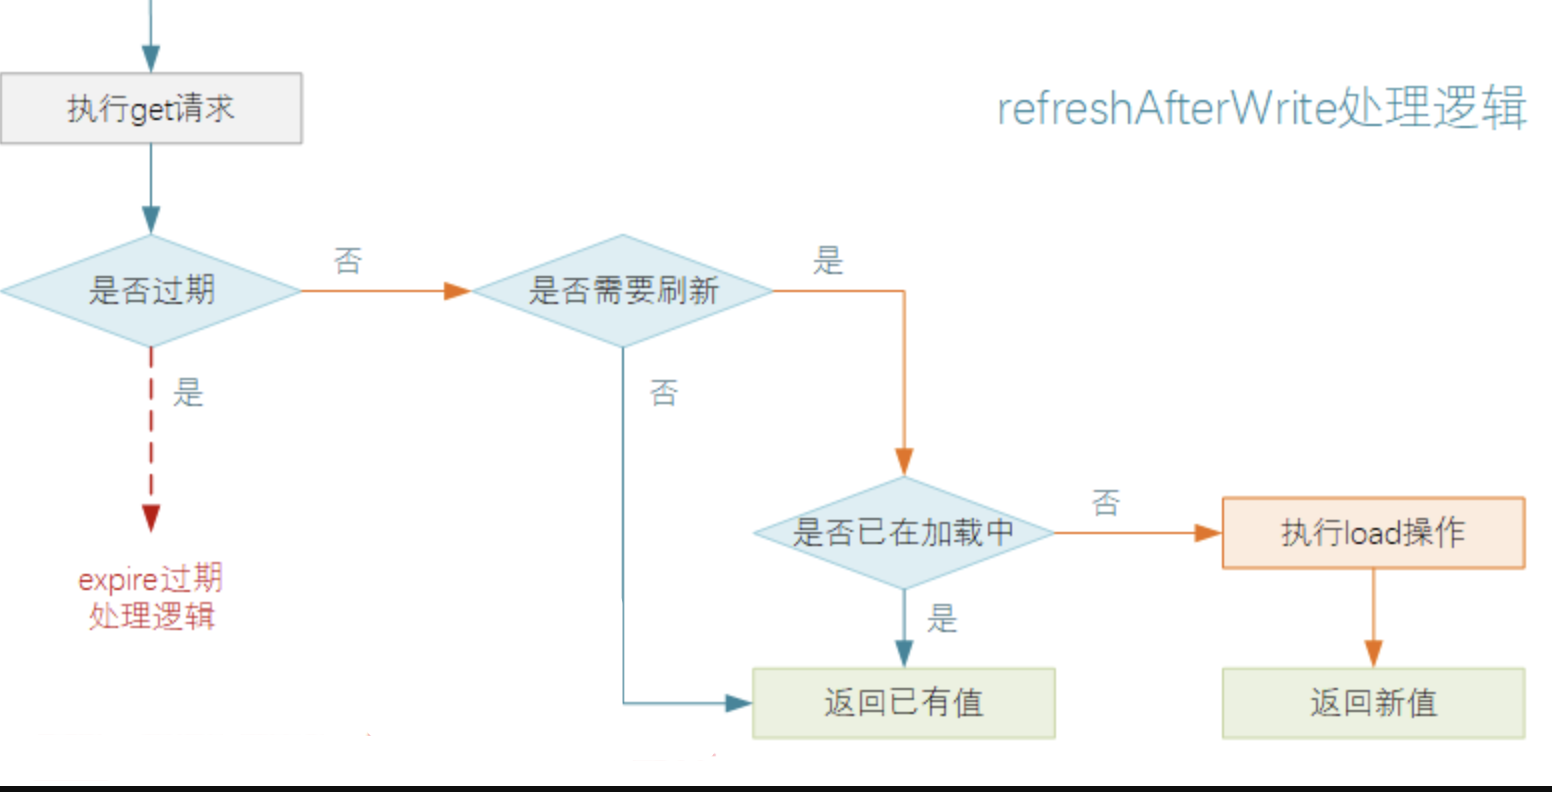 refreshAfterWrite处理逻辑
执行get请求
是否过期
否
是否需要刷新
是
是
否
是否已在加载中
否
执行load操作
expire过期
处理逻辑
是
返回已有值
返回新值